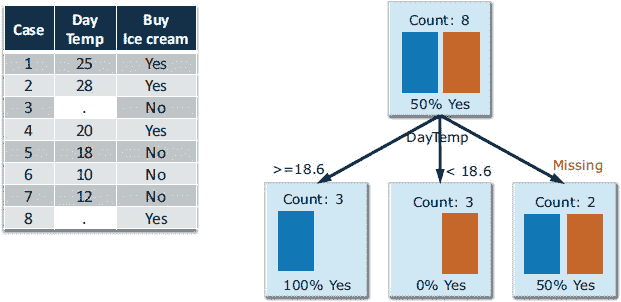 Case Day Temp Buy Ice cream
1 25 Yes
2 28 Yes
3 . No
4 20 Yes
5 18 No
6 10 No
7 12 No
8 . Yes
Count: 8
50% Yes
DayTemp
>=18.6
< 18.6
Missing
Count: 3
100% Yes
Count: 3
0% Yes
Count: 2
50% Yes